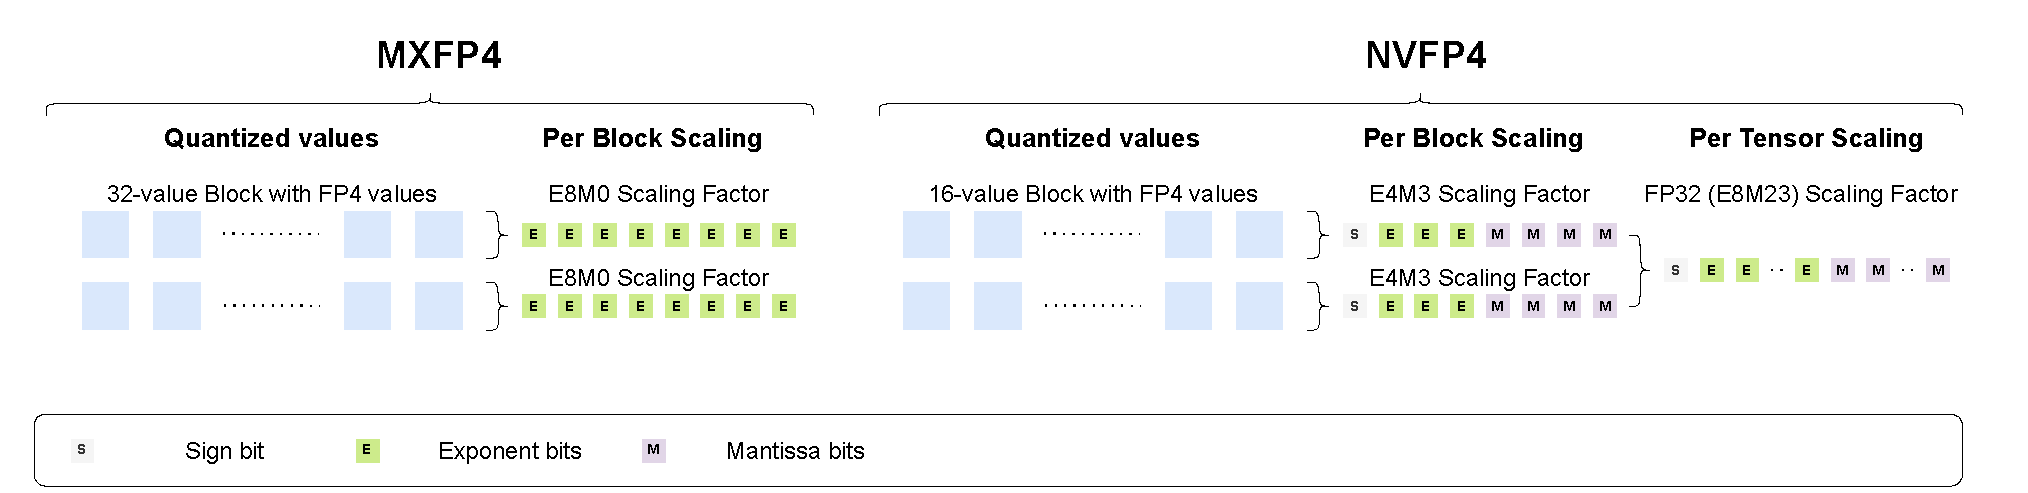 MXFP4
NVFP4
Quantized values
Per Block Scaling
Quantized values
Per Block Scaling
Per Tensor Scaling
32-value Block with FP4 values
E8M0 Scaling Factor
16-value Block with FP4 values
E4M3 Scaling Factor
FP32 (E8M23) Scaling Factor
E E E E E E E E
S E E E M M M M
E8M0 Scaling Factor
E4M3 Scaling Factor
S E E ·· E M M ·· M
E E E E E E E E
S E E E M M M M
S Sign bit
E Exponent bits
M Mantissa bits